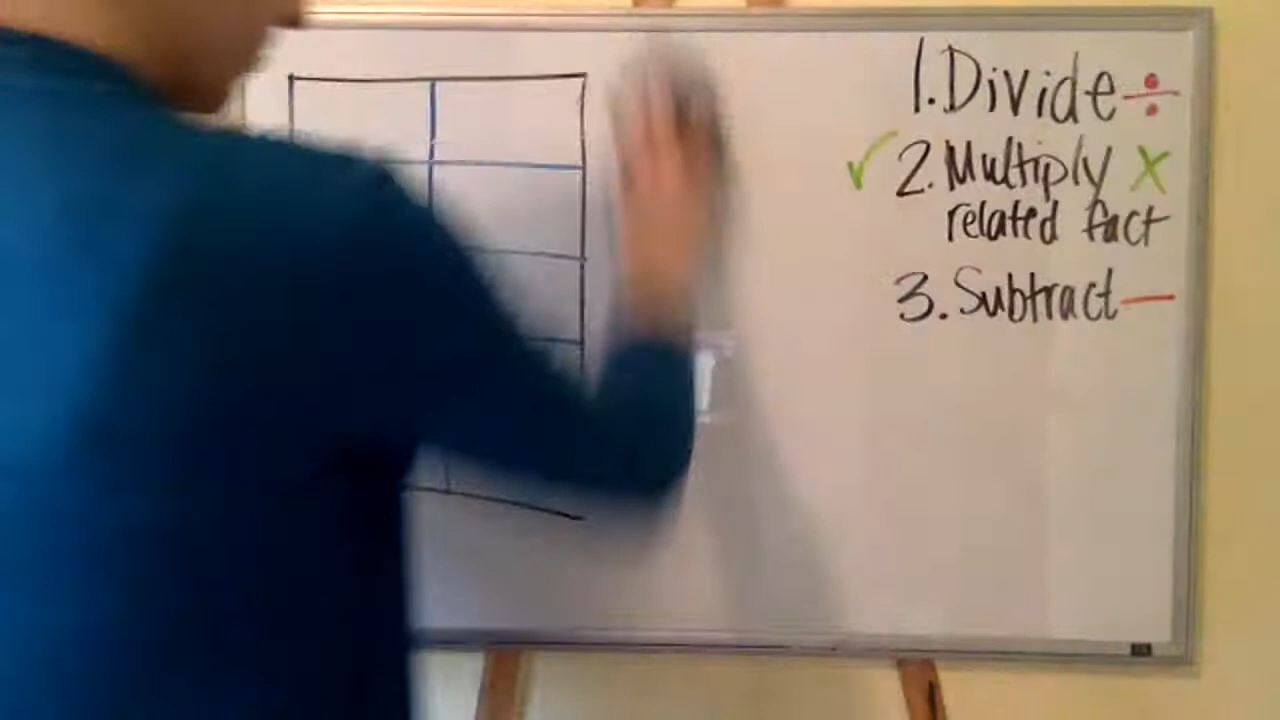 1. Divide ÷
✓ 2. Multiply X
related fact
3. Subtract —